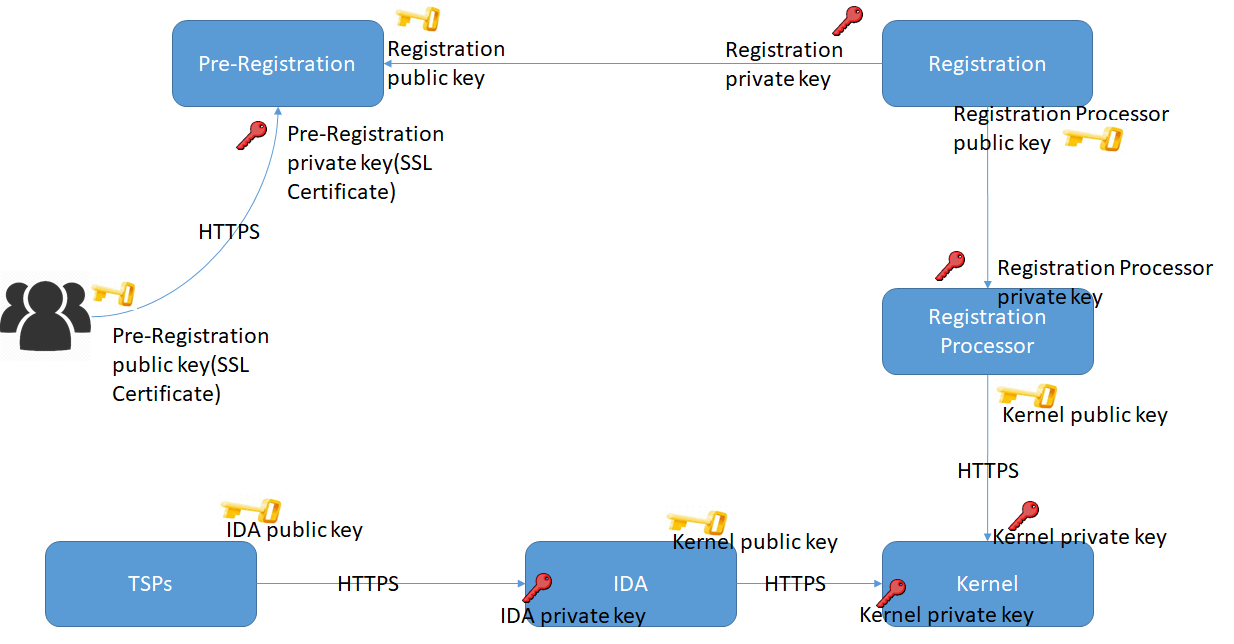 Pre-Registration
Registration
public key
Registration
private key
Registration
Registration Processor
public key
Pre-Registration
private key(SSL
Certificate)
HTTPS
Pre-Registration
public key(SSL
Certificate)
Registration Processor
private key
Registration
Processor
Kernel public key
HTTPS
Kernel private key
IDA public key
TSPs
HTTPS
Kernel public key
IDA
IDA private key
HTTPS
Kernel
Kernel private key